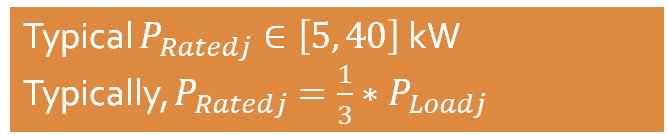 Typical P_Ratedj ∈ [5, 40] kW
Typically, P_Ratedj = 1/3 * P_Loadj